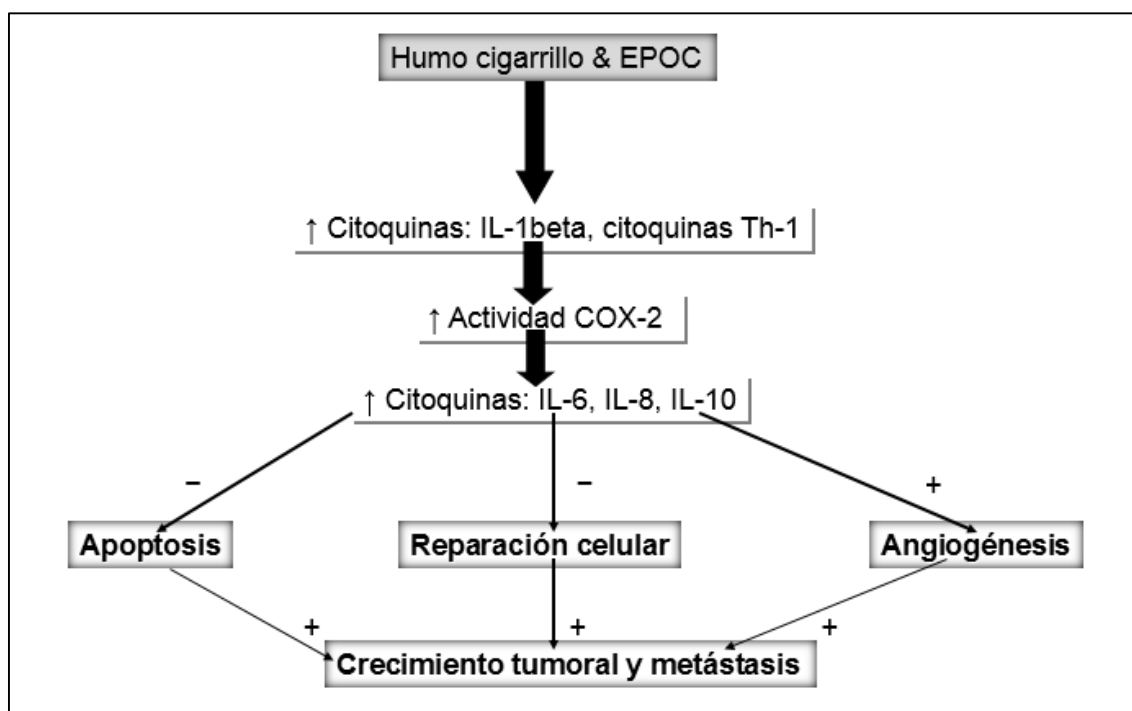 Humo cigarrillo & EPOC
↑ Citoquinas: IL-1beta, citoquinas Th-1
↑ Actividad COX-2
↑ Citoquinas: IL-6, IL-8, IL-10
− − +
Apoptosis Reparación celular Angiogénesis
+ + +
Crecimiento tumoral y metástasis